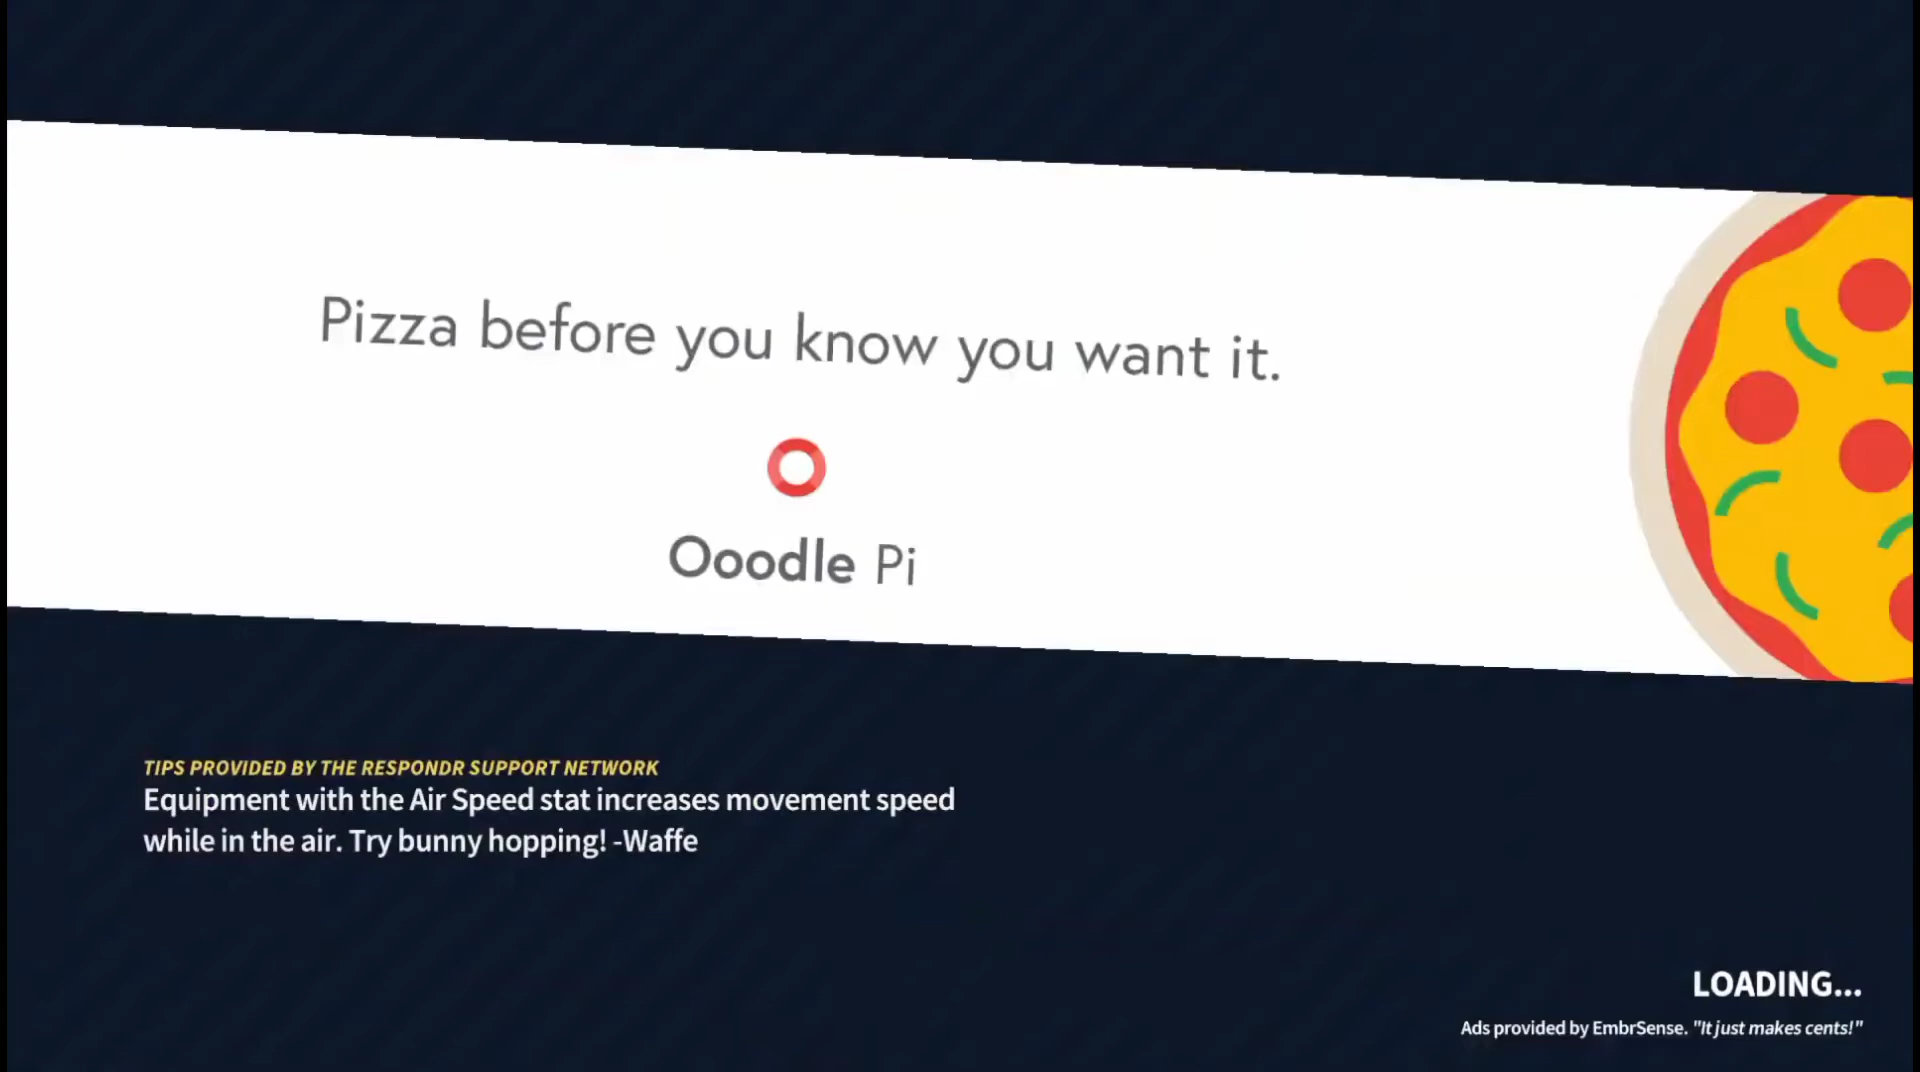 Pizza before you know you want it.
Ooodle Pi
TIPS PROVIDED BY THE RESPONDR SUPPORT NETWORK
Equipment with the Air Speed stat increases movement speed
while in the air. Try bunny hopping! -Waffe
LOADING...
Ads provided by EmbrSense. "It just makes cents!"